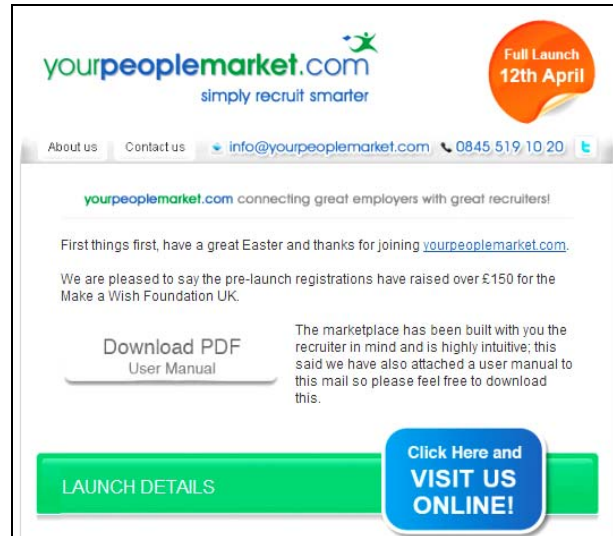 yourpeoplemarket.com
simply recruit smarter
Full Launch
12th April
About us Contact us info@yourpeoplemarket.com 0845 519 10 20 t
yourpeoplemarket.com connecting great employers with great recruiters!
First things first, have a great Easter and thanks for joining yourpeoplemarket.com.
We are pleased to say the pre-launch registrations have raised over £150 for the
Make a Wish Foundation UK.
Download PDF
User Manual
The marketplace has been built with you the
recruiter in mind and is highly intuitive; this
said we have also attached a user manual to
this mail so please feel free to download
this.
LAUNCH DETAILS
Click Here and
VISIT US
ONLINE!